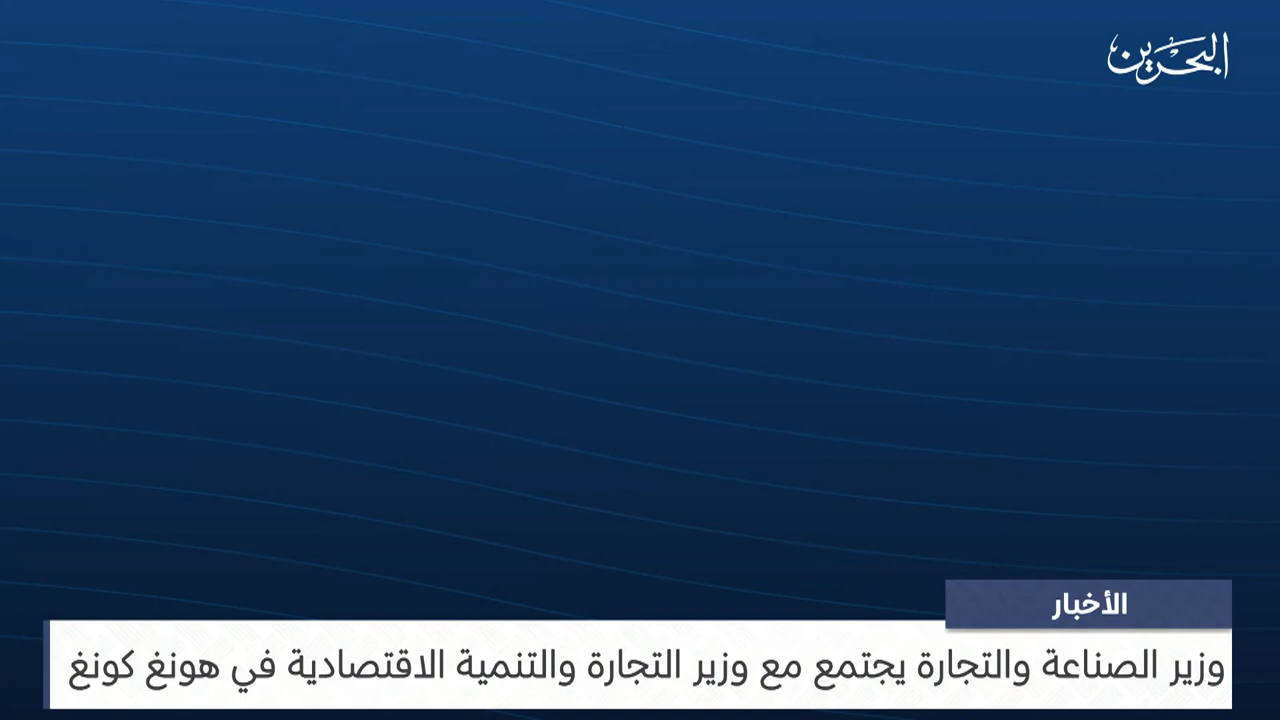 البحرين
الأخبار
وزير الصناعة والتجارة يجتمع مع وزير التجارة والتنمية الاقتصادية في هونغ كونغ